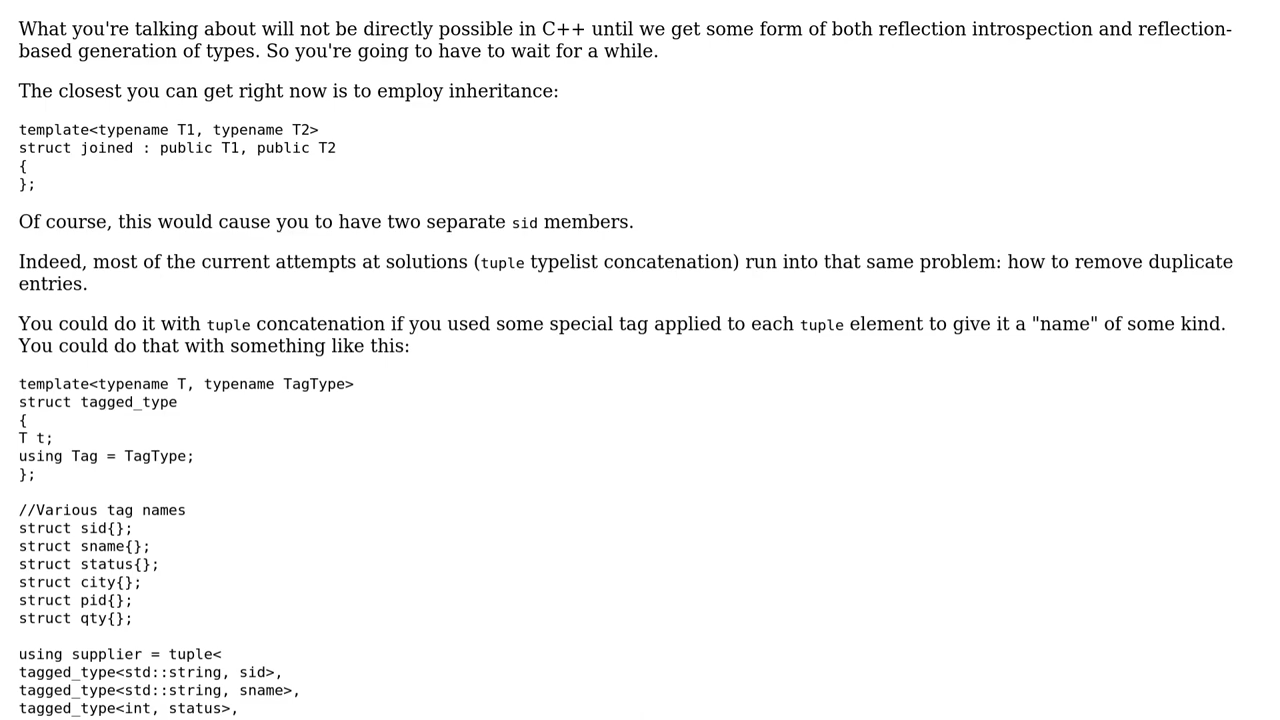 What you're talking about will not be directly possible in C++ until we get some form of both reflection introspection and reflection-
based generation of types. So you're going to have to wait for a while.
The closest you can get right now is to employ inheritance:
template<typename T1, typename T2>
struct joined : public T1, public T2
{
};
Of course, this would cause you to have two separate sid members.
Indeed, most of the current attempts at solutions (tuple typelist concatenation) run into that same problem: how to remove duplicate
entries.
You could do it with tuple concatenation if you used some special tag applied to each tuple element to give it a "name" of some kind.
You could do that with something like this:
template<typename T, typename TagType>
struct tagged_type
{
T t;
using Tag = TagType;
};
//Various tag names
struct sid{};
struct sname{};
struct status{};
struct city{};
struct pid{};
struct qty{};
using supplier = tuple<
tagged_type<std::string, sid>,
tagged_type<std::string, sname>,
tagged_type<int, status>,